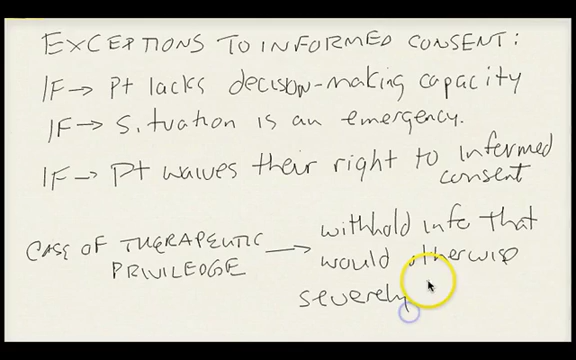 EXCEPTIONS TO INFORMED CONSENT:
IF → Pt lacks decision-making capacity
IF → Situation is an emergency.
IF → Pt waives their right to informed
consent
CASE OF THERAPEUTIC
PRIVILEDGE → withhold info that
would otherwise
severely